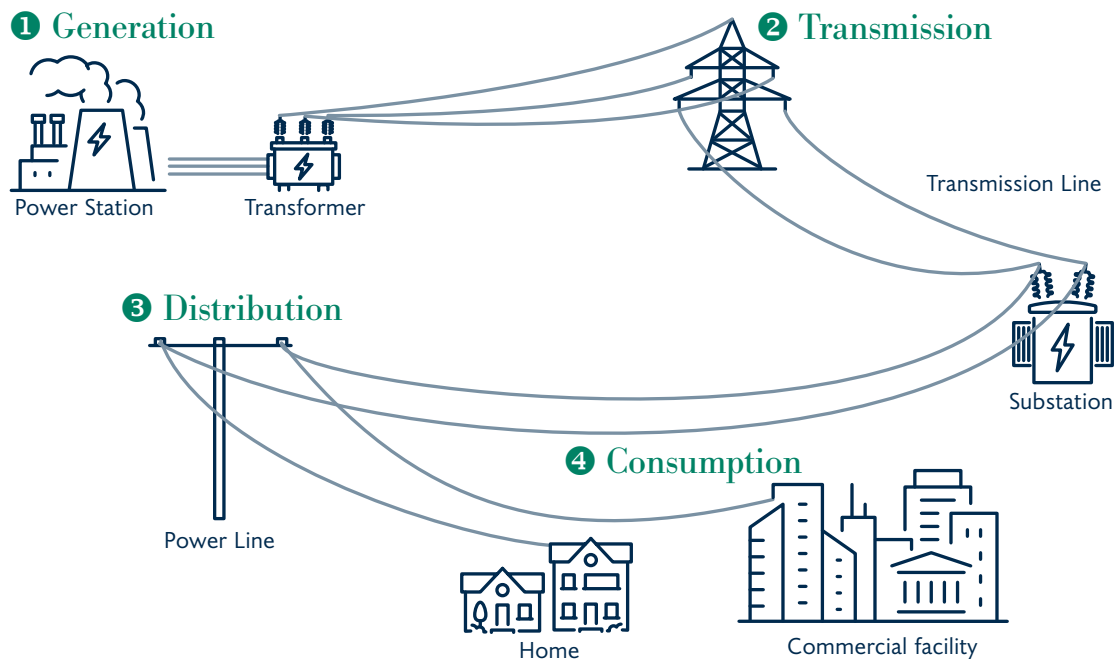 ❶ Generation
❷ Transmission
Power Station
Transformer
Transmission Line
❸ Distribution
Substation
❹ Consumption
Power Line
Home
Commercial facility